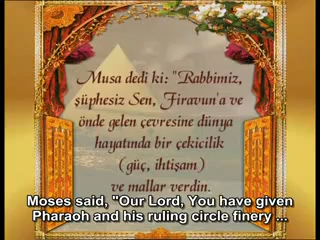 Musa dedi ki: "Rabbimiz,
şüphesiz Sen, Firavun'a ve
önde gelen çevresine dünya
hayatında bir çekicilik
(güç, ihtişam)
ve mallar verdin.
Moses said, "Our Lord, You have given
Pharaoh and his ruling circle finery ...